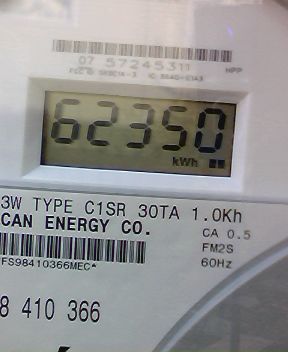 07 57245311
HPP
62350
kWh
3W TYPE C1SR 30TA 1.0Kh
CAN ENERGY CO.
CA 0.5
FM2S
60Hz
FS98410366MEC*
8 410 366